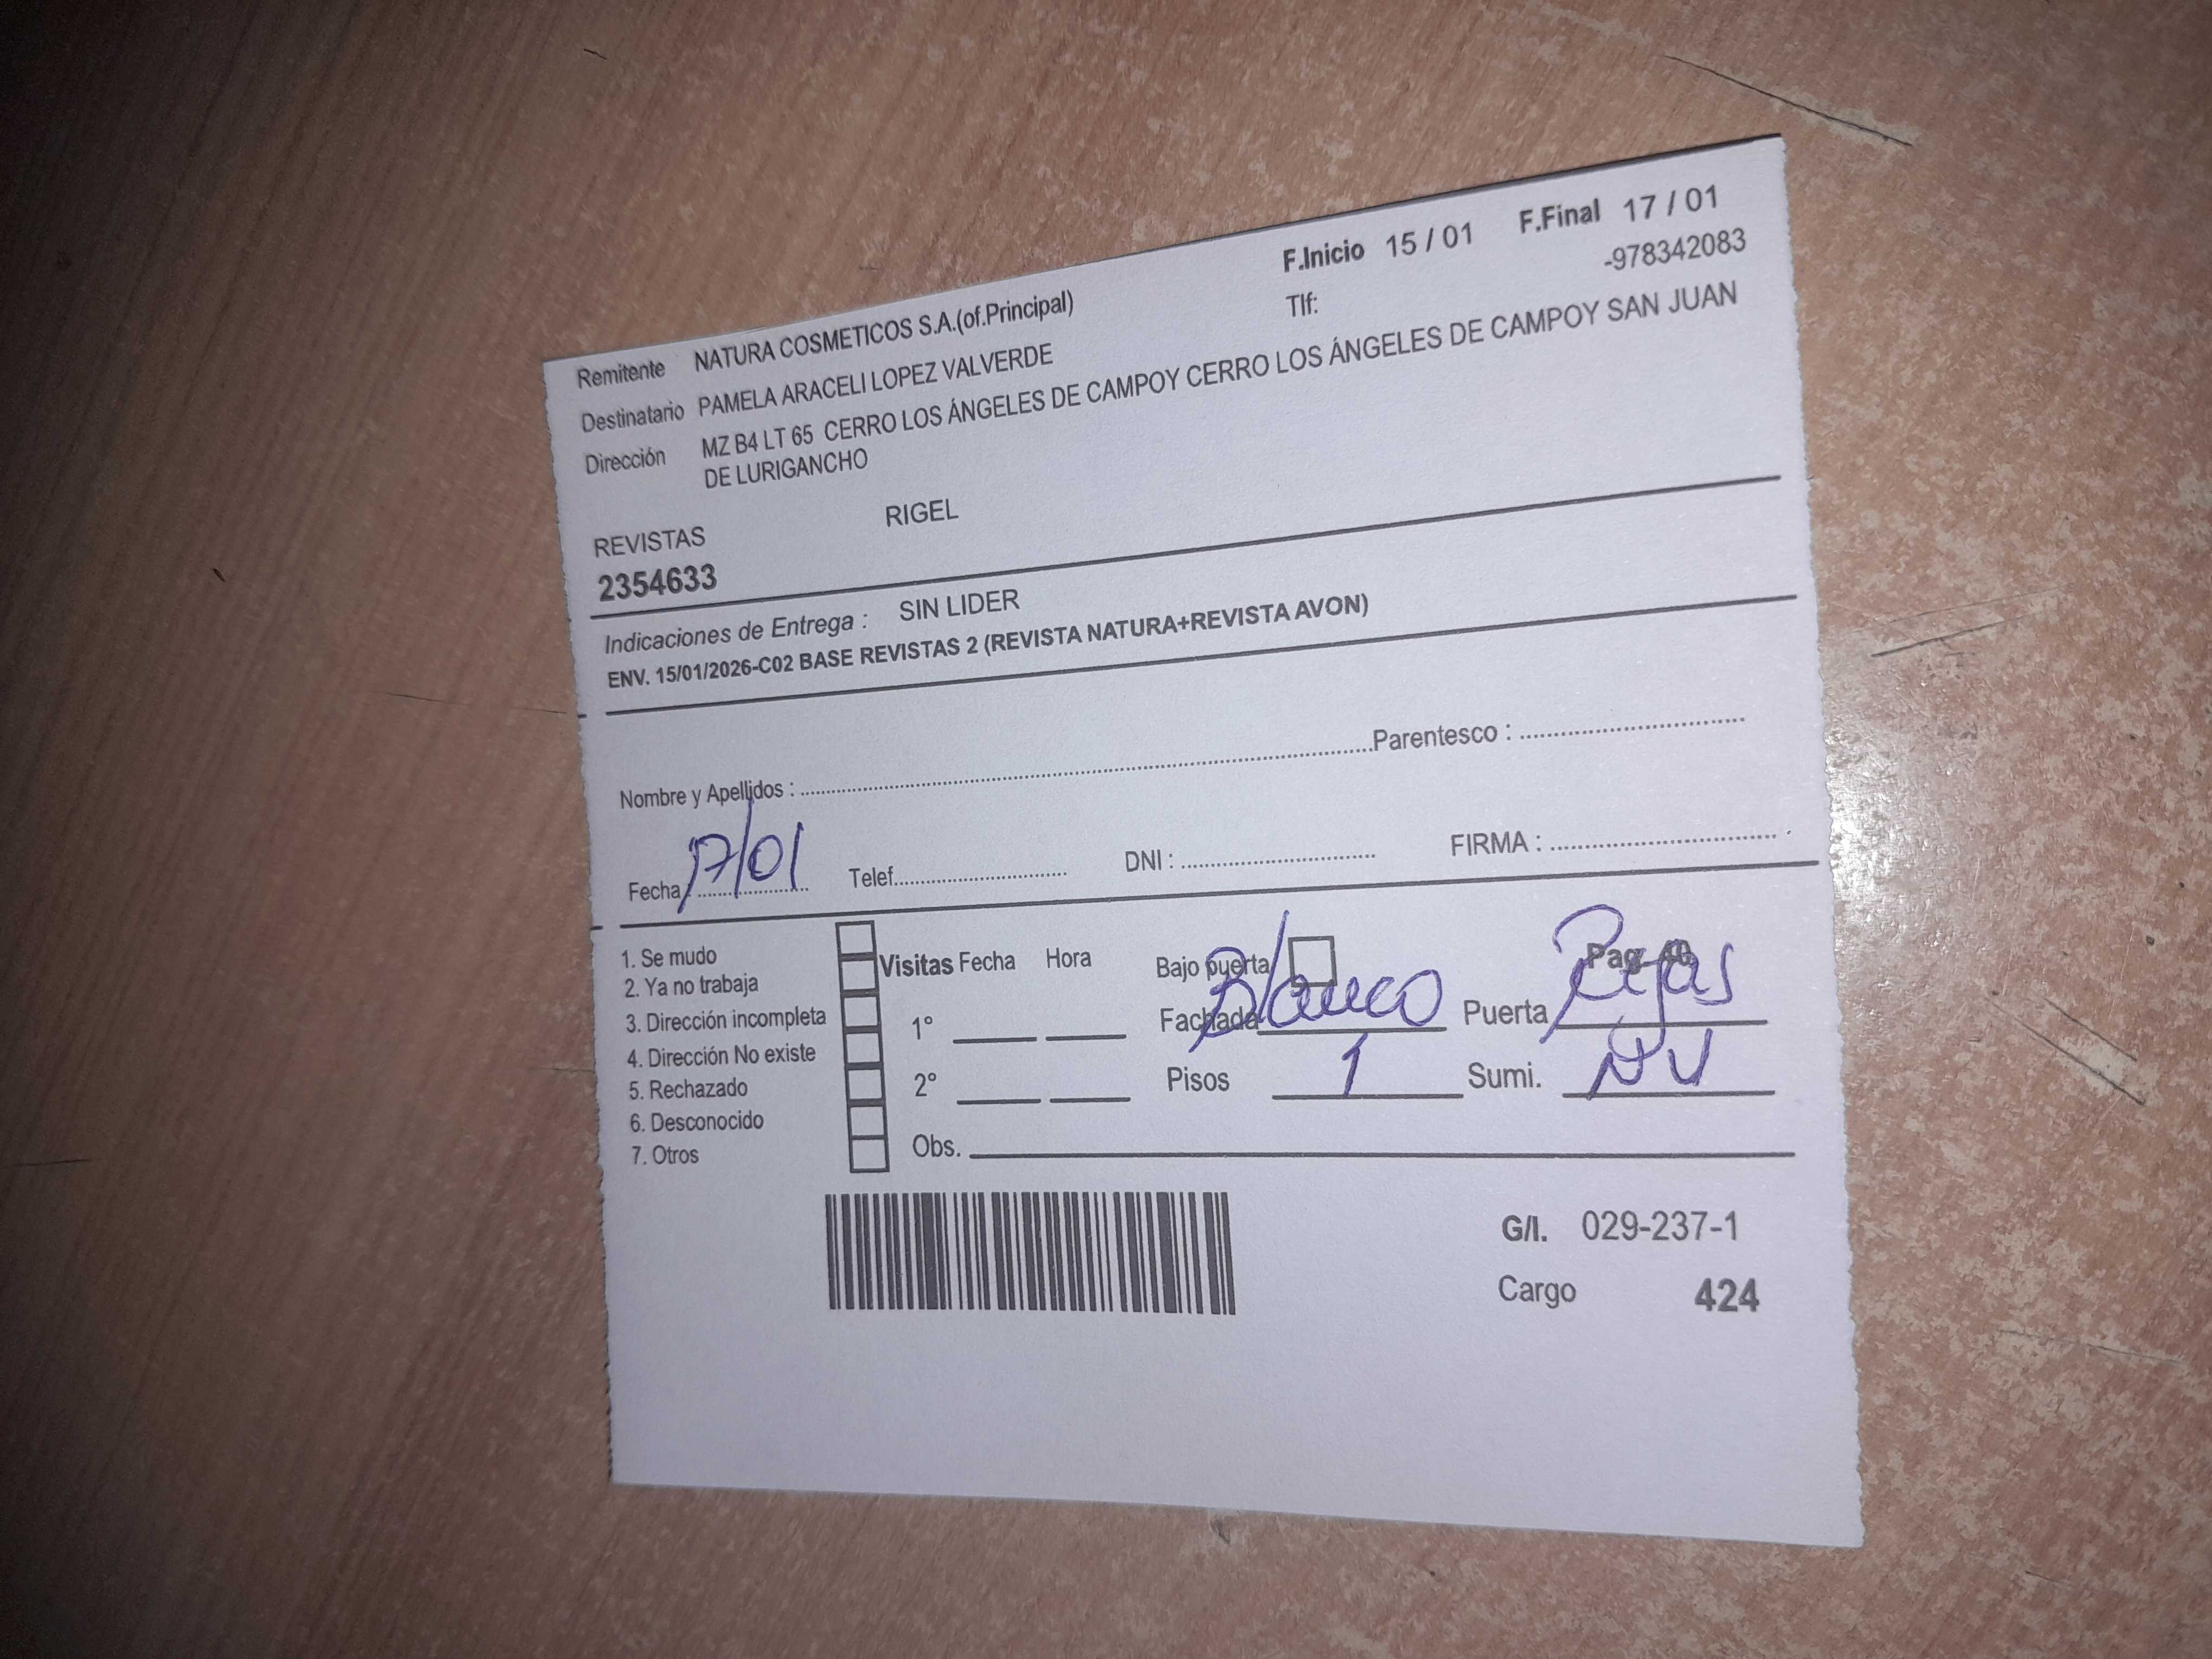 F.Inicio 15 / 01 F.Final 17 / 01
Remitente NATURA COSMETICOS S.A.(of.Principal) Tlf: -978342083
Destinatario PAMELA ARACELI LOPEZ VALVERDE
Dirección MZ B4 LT 65 CERRO LOS ÁNGELES DE CAMPOY CERRO LOS ÁNGELES DE CAMPOY SAN JUAN
DE LURIGANCHO
REVISTAS RIGEL
2354633
Indicaciones de Entrega : SIN LIDER
ENV. 15/01/2026-C02 BASE REVISTAS 2 (REVISTA NATURA+REVISTA AVON)
Nombre y Apellidos : Parentesco :
Fecha 17/01 Telef. DNI : FIRMA :
1. Se mudo
2. Ya no trabaja
3. Dirección incompleta
4. Dirección No existe
5. Rechazado
6. Desconocido
7. Otros
Visitas Fecha Hora
1°
2°
Obs.
Bajo puerta Pag.
Fachada Blanco Puerta Rejas
Pisos 1 Sumi. NV
G/I. 029-237-1
Cargo 424